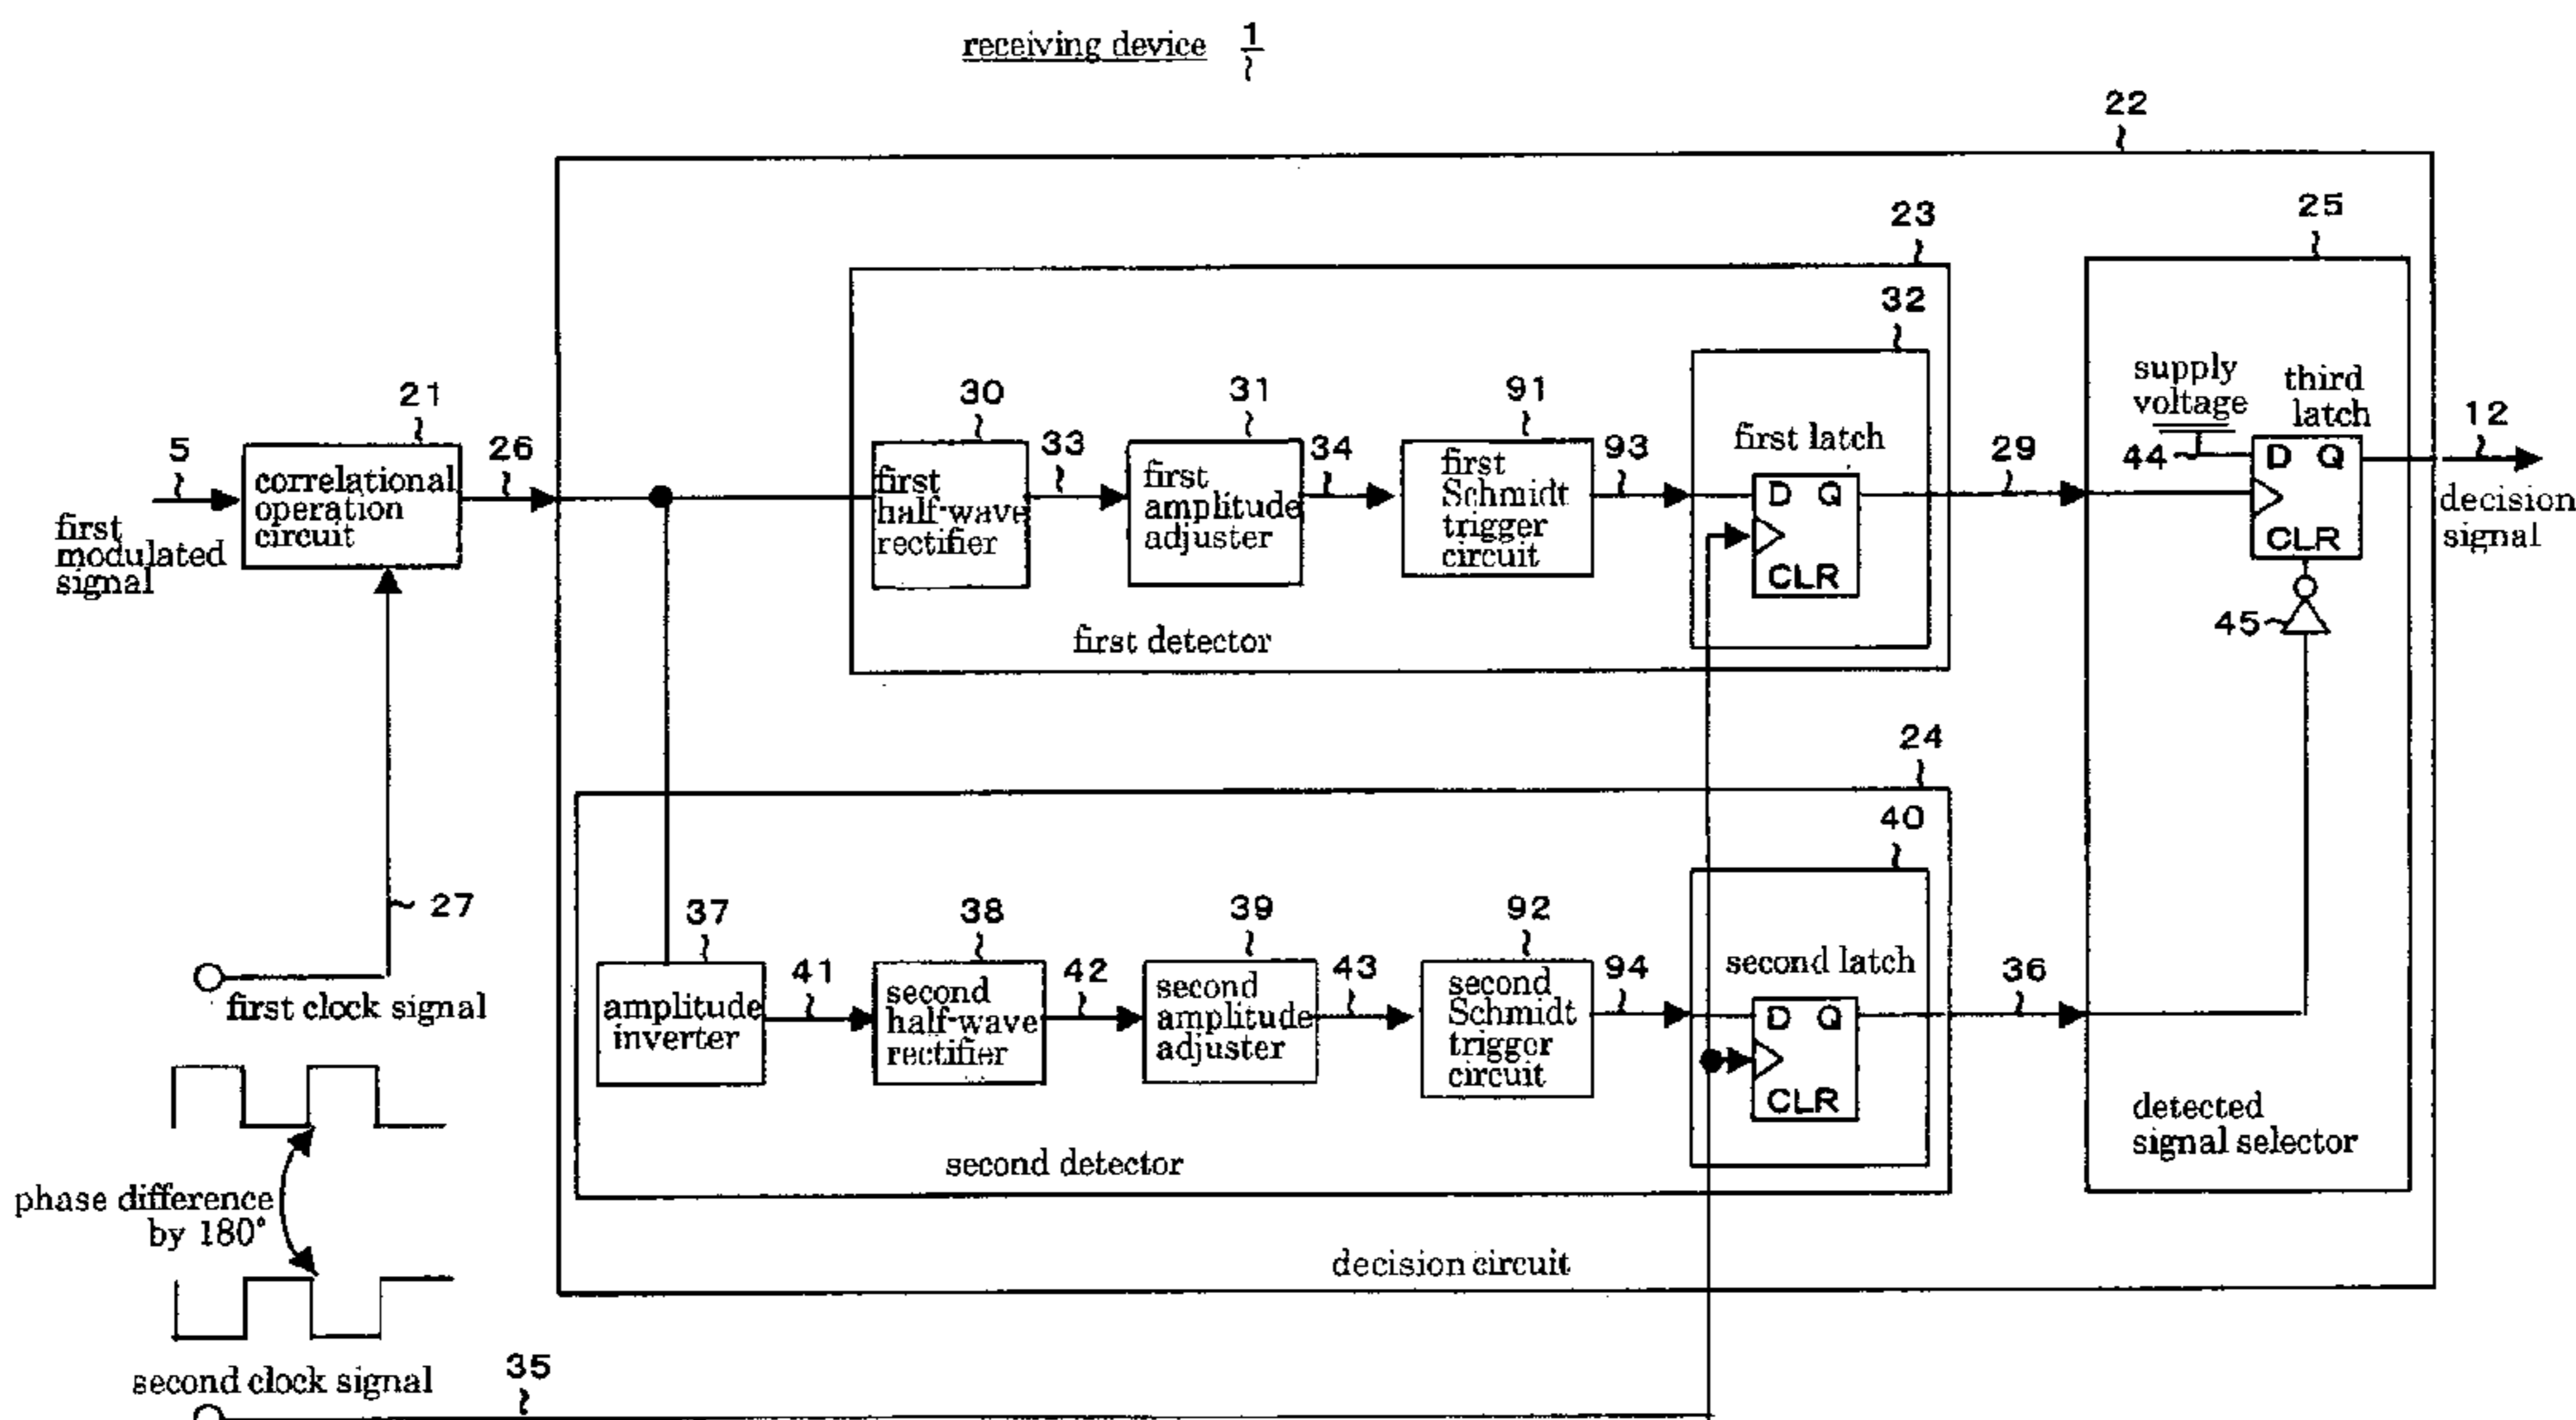 receiving device 1
22
23
25
32
21
30
31
91
supply
voltage
third
latch
12
5
26
33
34
first latch
93
29
44
D Q
CLR
45
decision
signal
first
modulated
signal
correlational
operation
circuit
first
half-wave
rectifier
first
amplitude
adjuster
first
Schmidt
trigger
circuit
D Q
CLR
first detector
24
40
27
37
38
39
92
41
42
43
94
second latch
36
first clock signal
amplitude
inverter
second
half-wave
rectifier
second
amplitude
adjuster
second
Schmidt
trigger
circuit
D Q
CLR
detected
signal selector
second detector
phase difference
by 180°
decision circuit
second clock signal
35